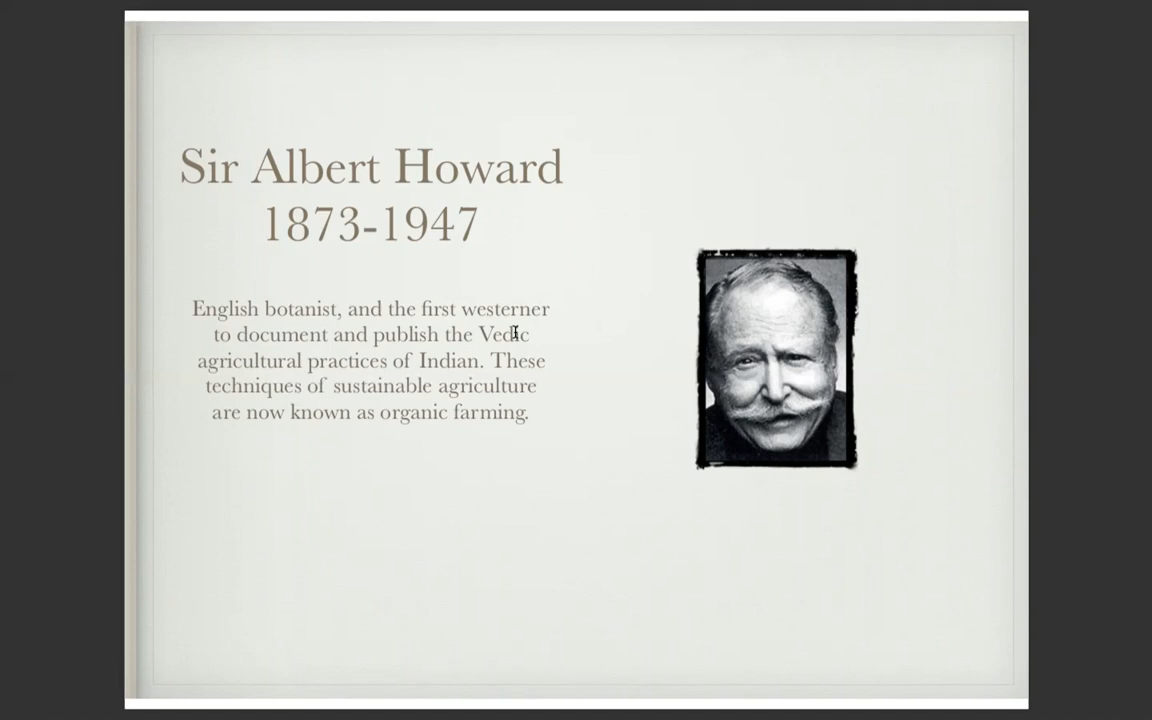 Sir Albert Howard
1873-1947
English botanist, and the first westerner
to document and publish the Vedic
agricultural practices of Indian. These
techniques of sustainable agriculture
are now known as organic farming.